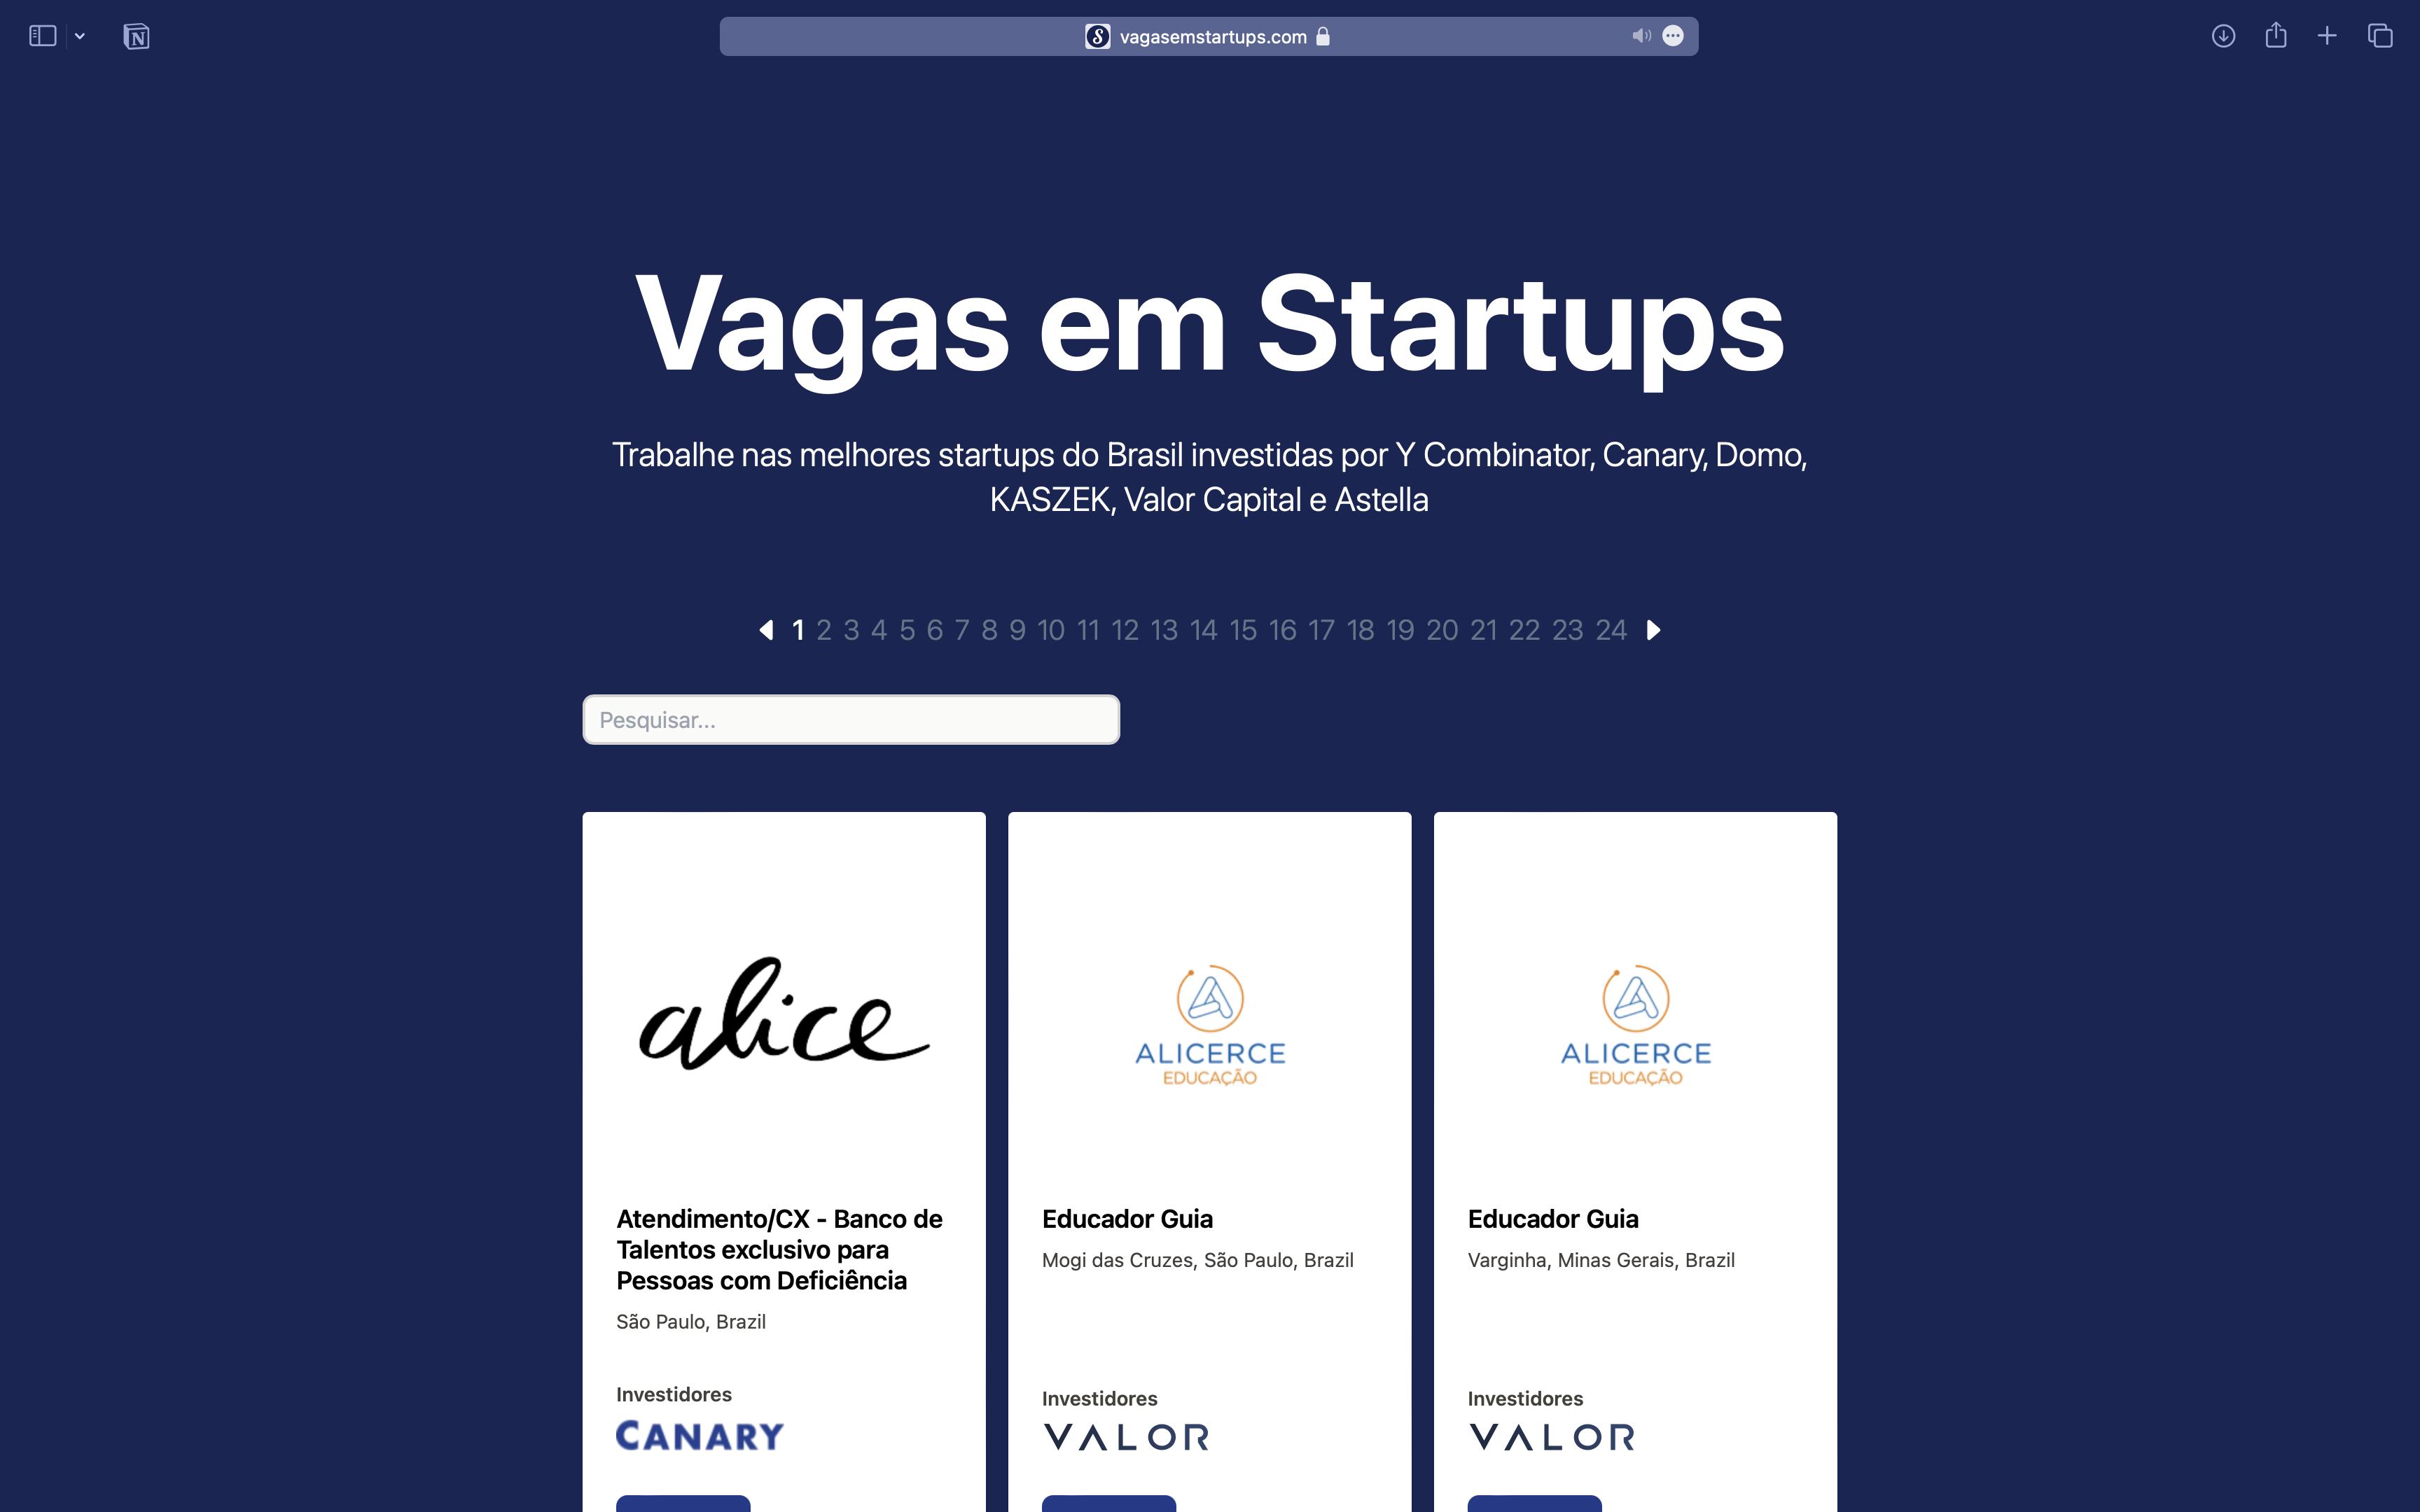 vagasemstartups.com
Vagas em Startups
Trabalhe nas melhores startups do Brasil investidas por Y Combinator, Canary, Domo,
KASZEK, Valor Capital e Astella
1 2 3 4 5 6 7 8 9 10 11 12 13 14 15 16 17 18 19 20 21 22 23 24
Pesquisar...
alice
Atendimento/CX - Banco de
Talentos exclusivo para
Pessoas com Deficiência
São Paulo, Brazil
Investidores
CANARY
ALICERCE
EDUCAÇÃO
Educador Guia
Mogi das Cruzes, São Paulo, Brazil
Investidores
VALOR
ALICERCE
EDUCAÇÃO
Educador Guia
Varginha, Minas Gerais, Brazil
Investidores
VALOR